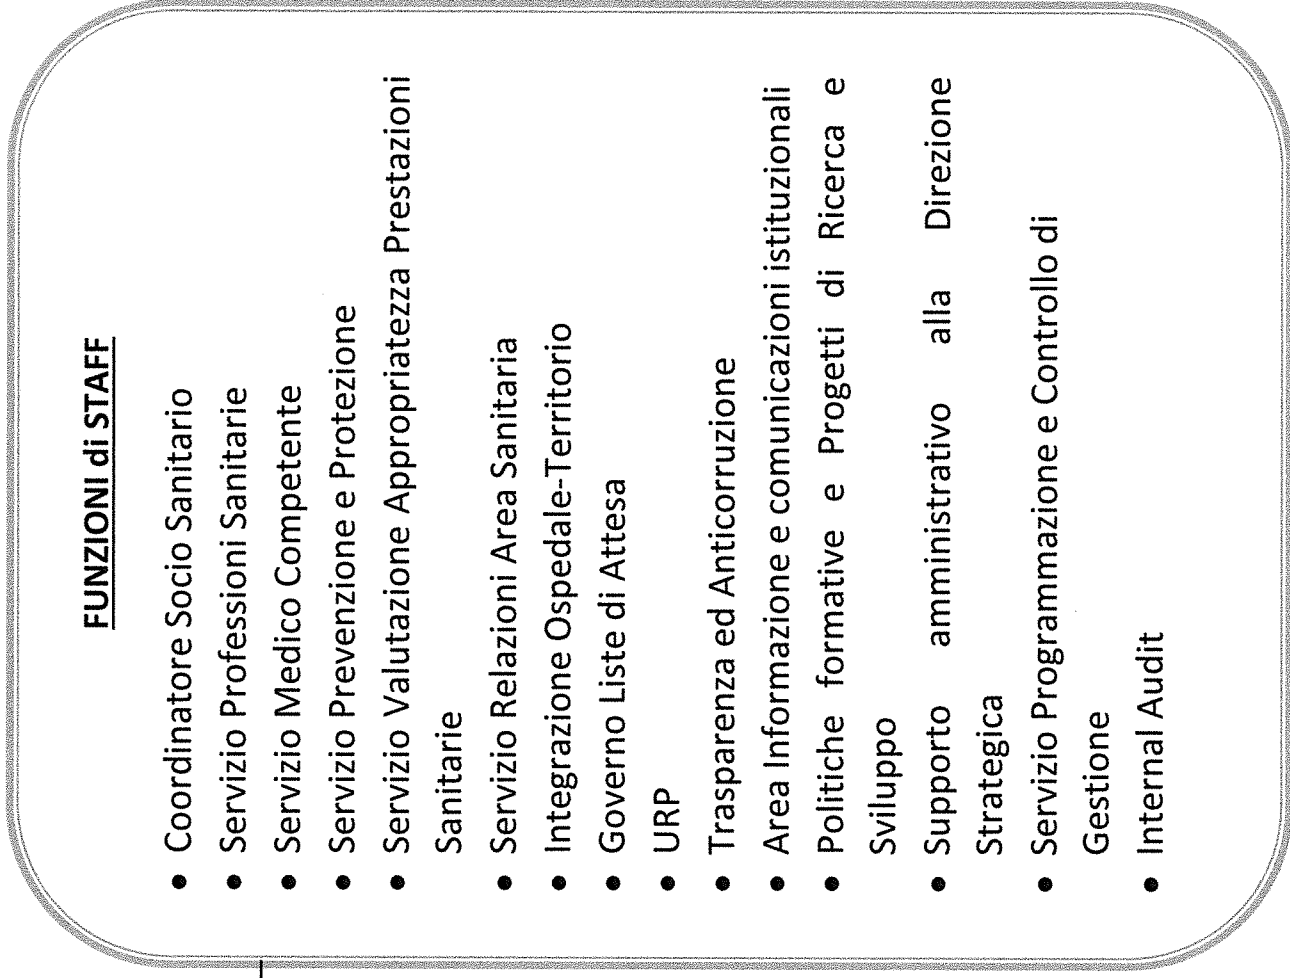 FUNZIONI di STAFF
• Coordinatore Socio Sanitario
• Servizio Professioni Sanitarie
• Servizio Medico Competente
• Servizio Prevenzione e Protezione
• Servizio Valutazione Appropriatezza Prestazioni
Sanitarie
• Servizio Relazioni Area Sanitaria
• Integrazione Ospedale-Territorio
• Governo Liste di Attesa
• URP
• Trasparenza ed Anticorruzione
• Area Informazione e comunicazioni istituzionali
• Politiche formative e Progetti di Ricerca e
Sviluppo
• Supporto amministrativo alla Direzione
Strategica
• Servizio Programmazione e Controllo di
Gestione
• Internal Audit